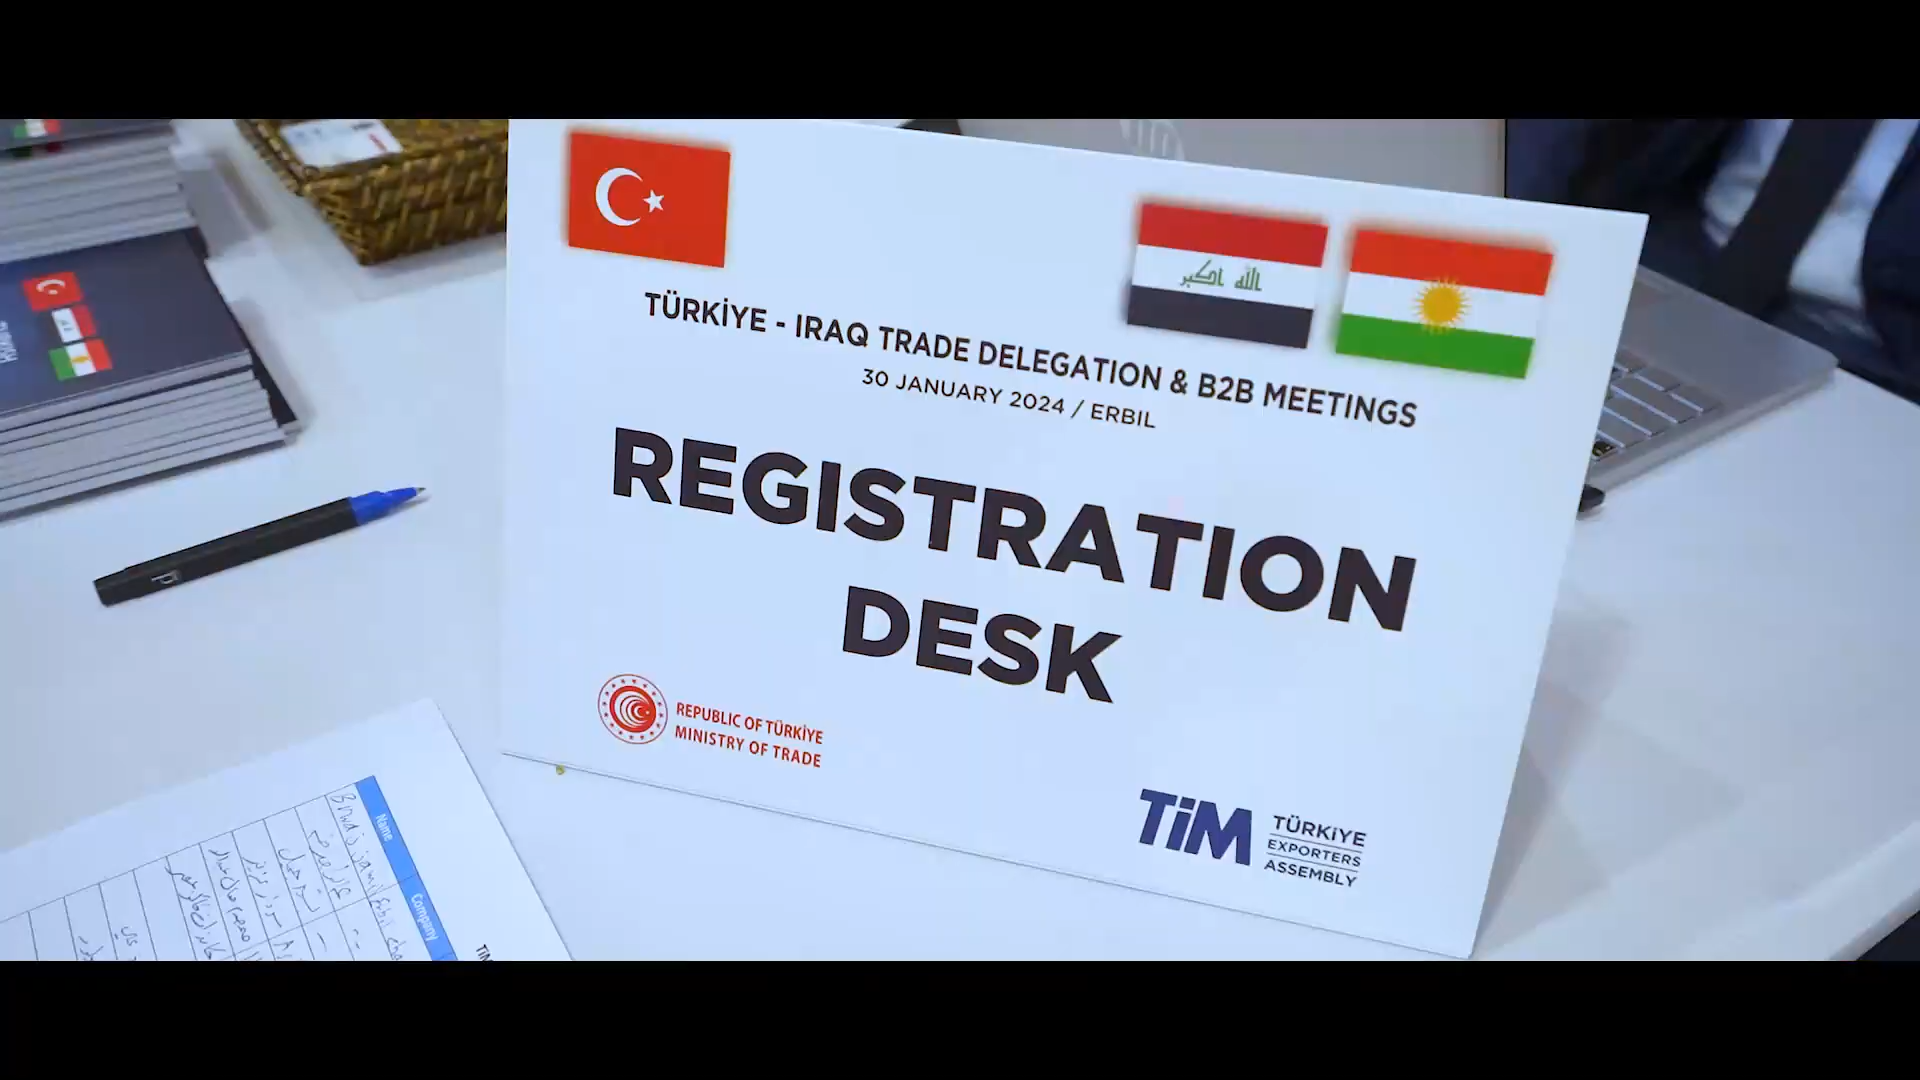 الله اكبر
TÜRKİYE - IRAQ TRADE DELEGATION & B2B MEETINGS
30 JANUARY 2024 / ERBIL
REGISTRATION
DESK
REPUBLIC OF TÜRKİYE
MINISTRY OF TRADE
TİM
TÜRKİYE
EXPORTERS
ASSEMBLY
Name
Company
TİM